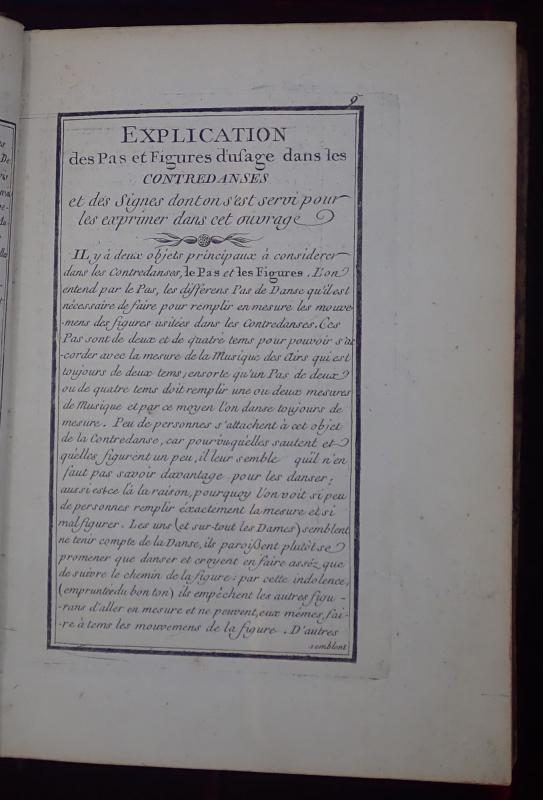 9
EXPLICATION
des Pas et Figures d'usage dans les
CONTREDANSES
et des Signes dont on s'est servi pour
les exprimer dans cet ouvrage
IL y à deux objets principaux à considerer
dans les Contredanses, le Pas et les Figures. L'on
entend par le Pas, les differens Pas de Danse qu'il est
nécessaire de faire pour remplir en mesure les mouve-
mens des figures usitées dans les Contredanses. Ces
Pas sont de deux et de quatre tems pour pouvoir s'ac
-corder avec la mesure de la Musique des Airs qui est
toujours de deux tems; ensorte qu'un Pas de deux
ou de quatre tems doit remplir une ou deux mesures
de Musique et par ce moyen l'on danse toujours de
mesure. Peu de personnes s'attachent à cet objet
de la Contredanse, car pourvu qu'elles sautent et
qu'elles figurent un peu, il leur semble qu'il n'en
faut pas savoir davantage pour les danser;
aussi est-ce là la raison, pourquoy l'on voit si peu
de personnes remplir éxactement la mesure et si
mal figurer. Les uns (et sur-tout les Dames) semblent
ne tenir compte de la Danse, ils paroißent plutôt se
promener que danser et croyent en faire assés que
de suivre le chemin de la figure: par cette indolence,
(emprunter du bon ton) ils empêchent les autres figu
-rans d'aller en mesure et ne peuvent, eux mêmes, fai-
-re à tems les mouvemens de la figure. D'autres
semblent